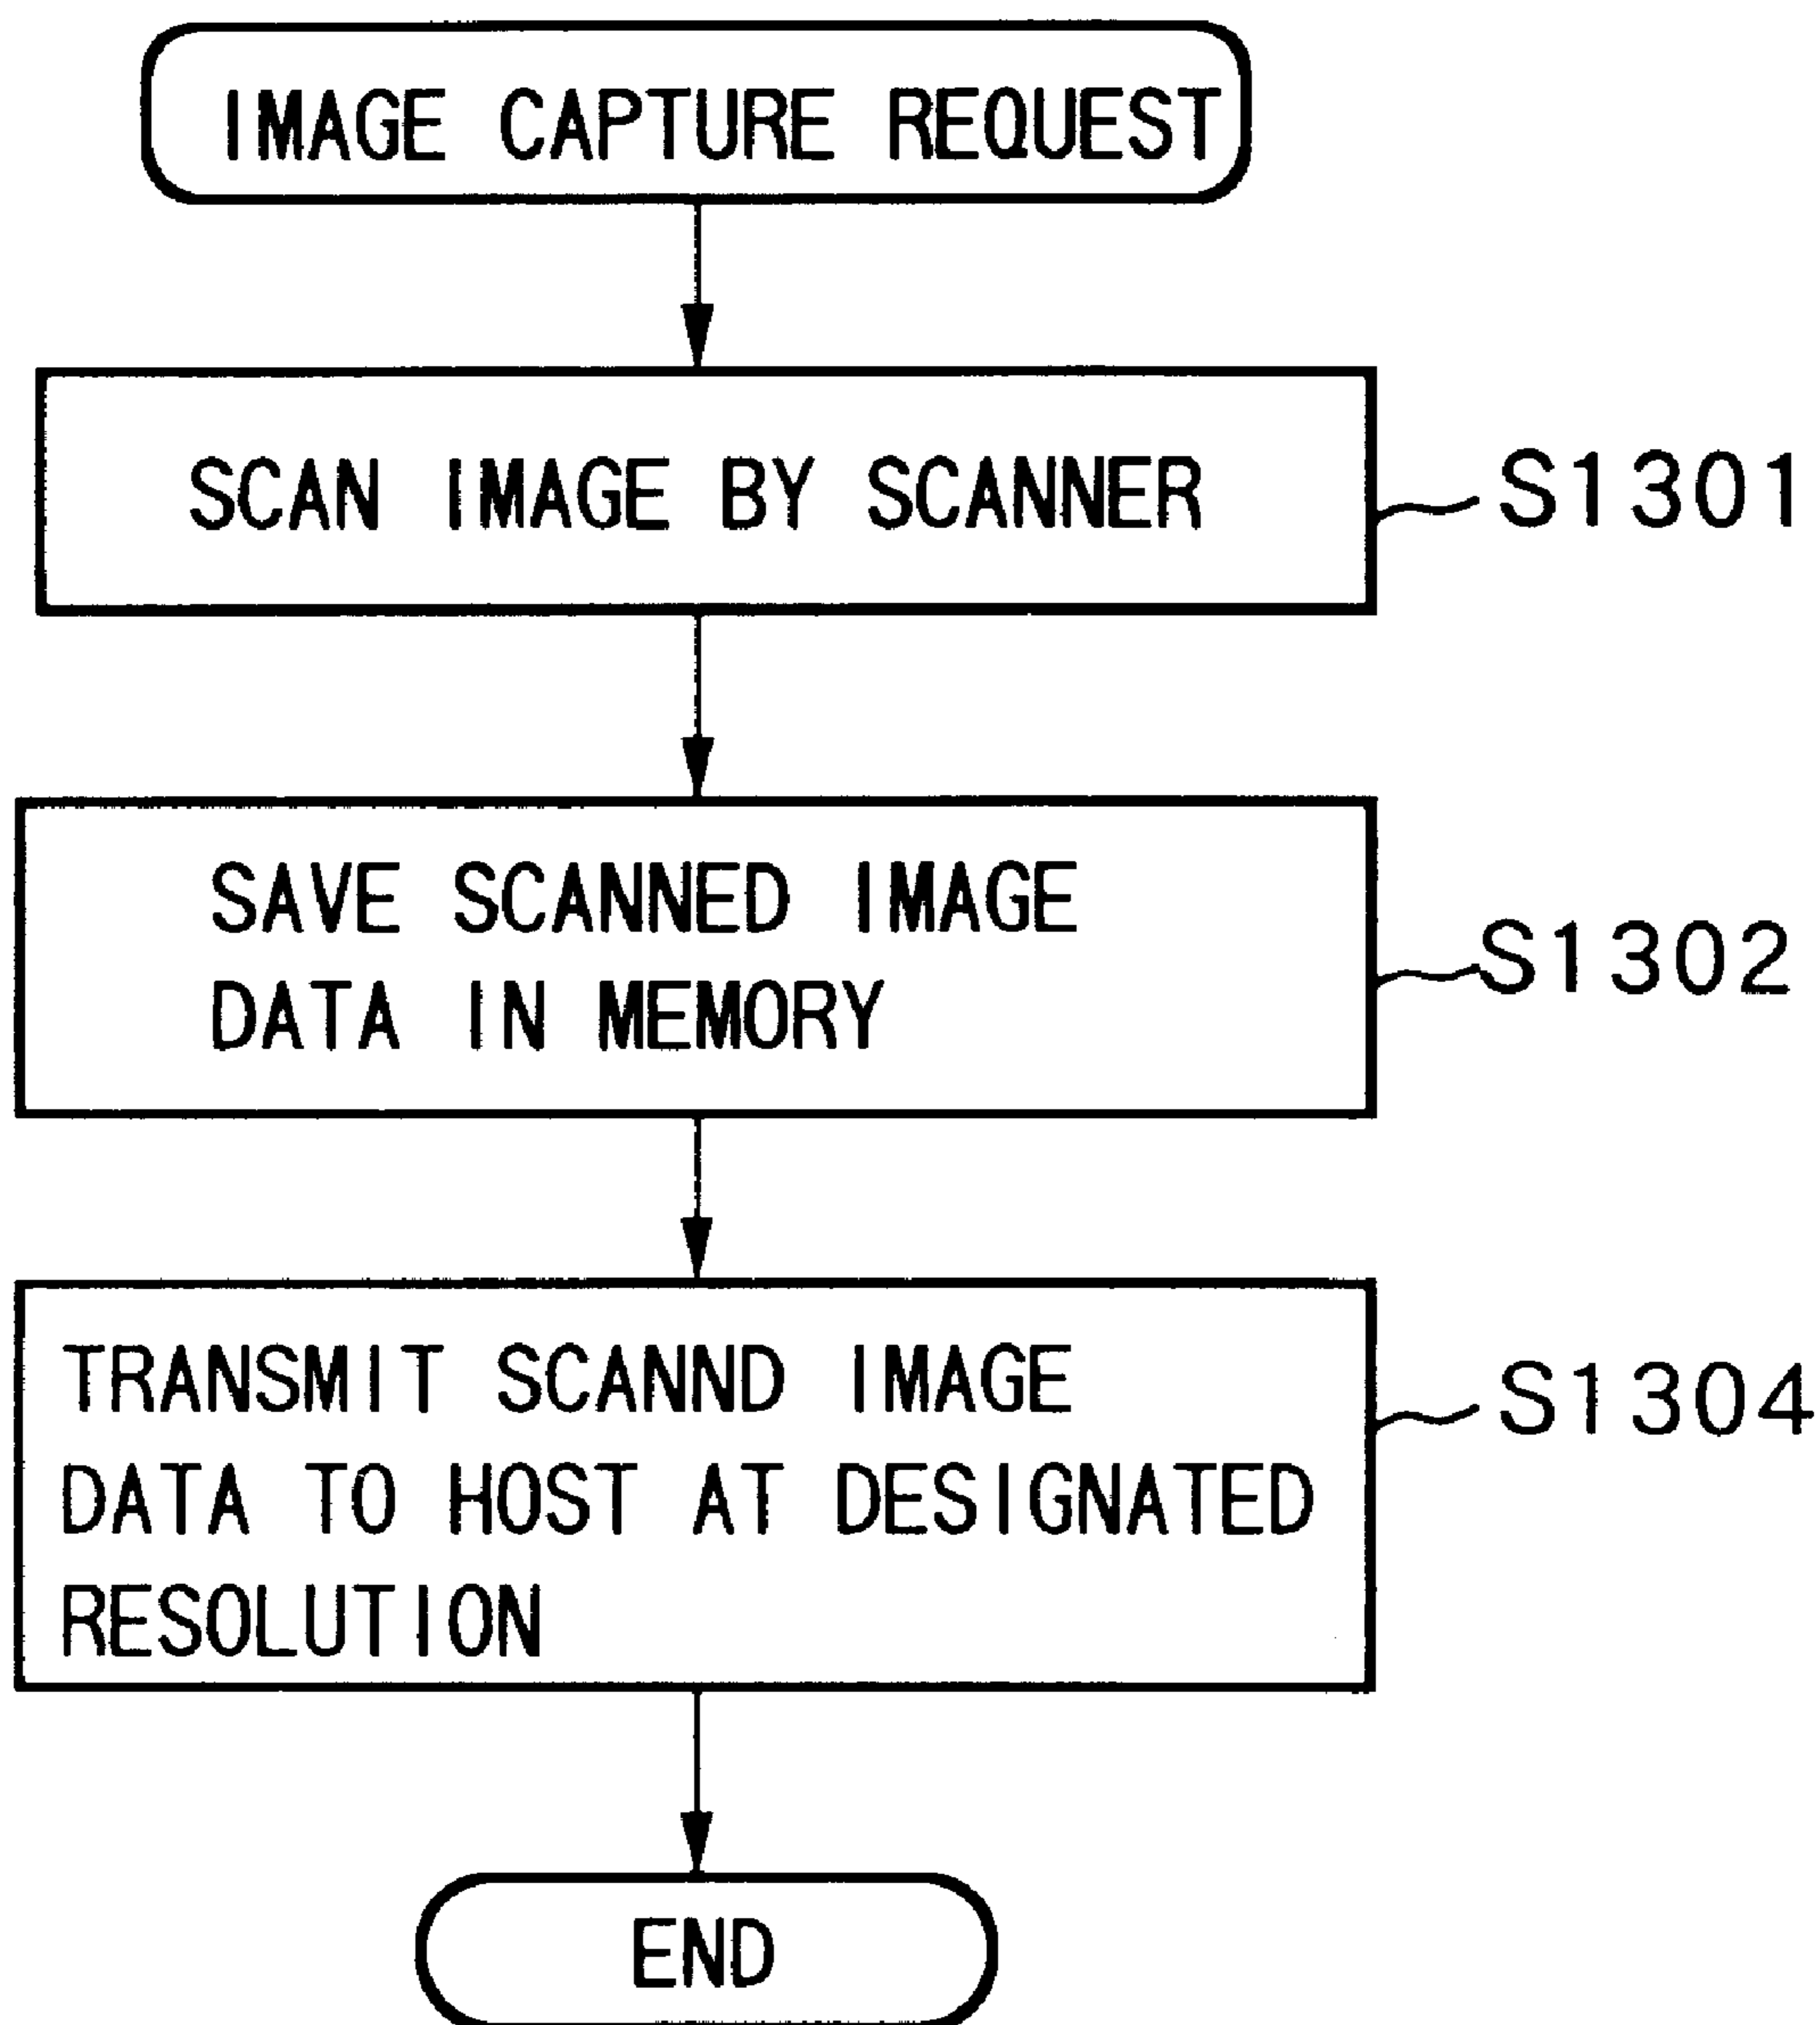 IMAGE CAPTURE REQUEST
SCAN IMAGE BY SCANNER
S1301
SAVE SCANNED IMAGE
DATA IN MEMORY
S1302
TRANSMIT SCANND IMAGE
DATA TO HOST AT DESIGNATED
RESOLUTION
S1304
END